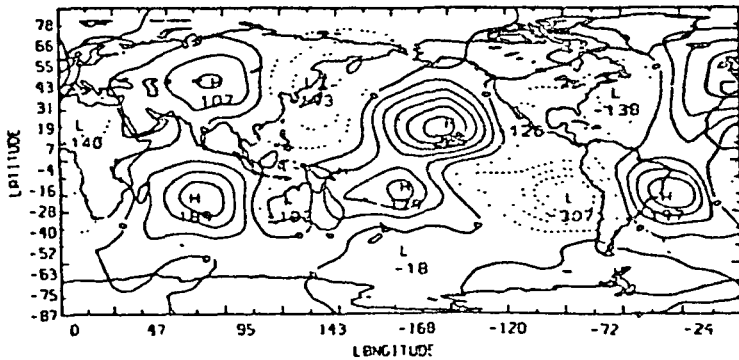 78
66
55
43
31
19
7
-4
-16
-28
-40
-52
-63
-75
-87
LATITUDE
H
107
L
-143
L
-140
H
L
-138
-126
H
H
L
H
L
-307
H
L
-18
0 47 95 143 -168 -120 -72 -24
LONGITUDE